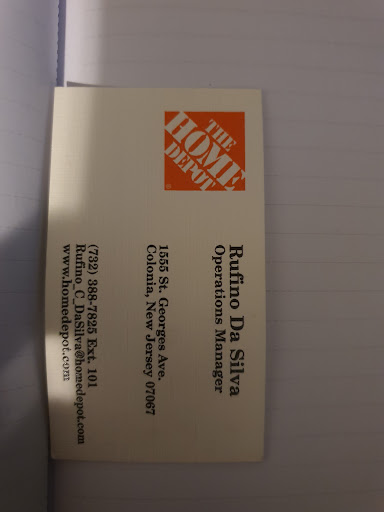 THE
HOME
DEPOT
Rufino Da Silva
Operations Manager
1555 St. Georges Ave.
Colonia, New Jersey 07067
(732) 388-7825 Ext. 101
Rufino_C_DaSilva@homedepot.com
www.homedepot.com